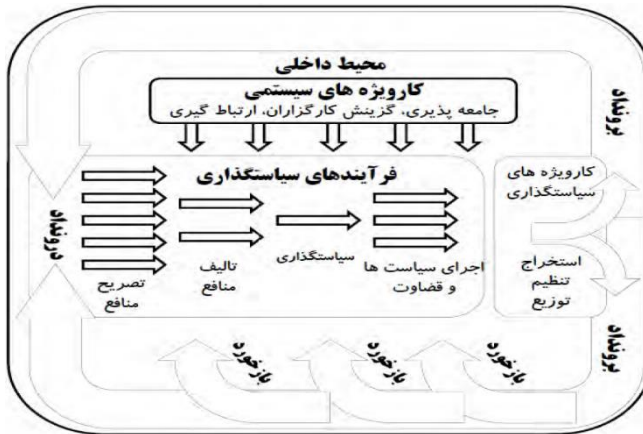 محیط داخلی
کارویژه های سیستمی
جامعه پذیری، گزینش کارگزاران، ارتباط گیری
برونداد
فرآیندهای سیاستگذاری
کارویژه های
سیاستگذاری
درونداد
تصریح
منافع
تالیف
منافع
سیاستگذاری
اجرای سیاست ها
و قضاوت
استخراج
تنظیم
توزیع
برونداد
بازخورد
بازخورد
بازخورد